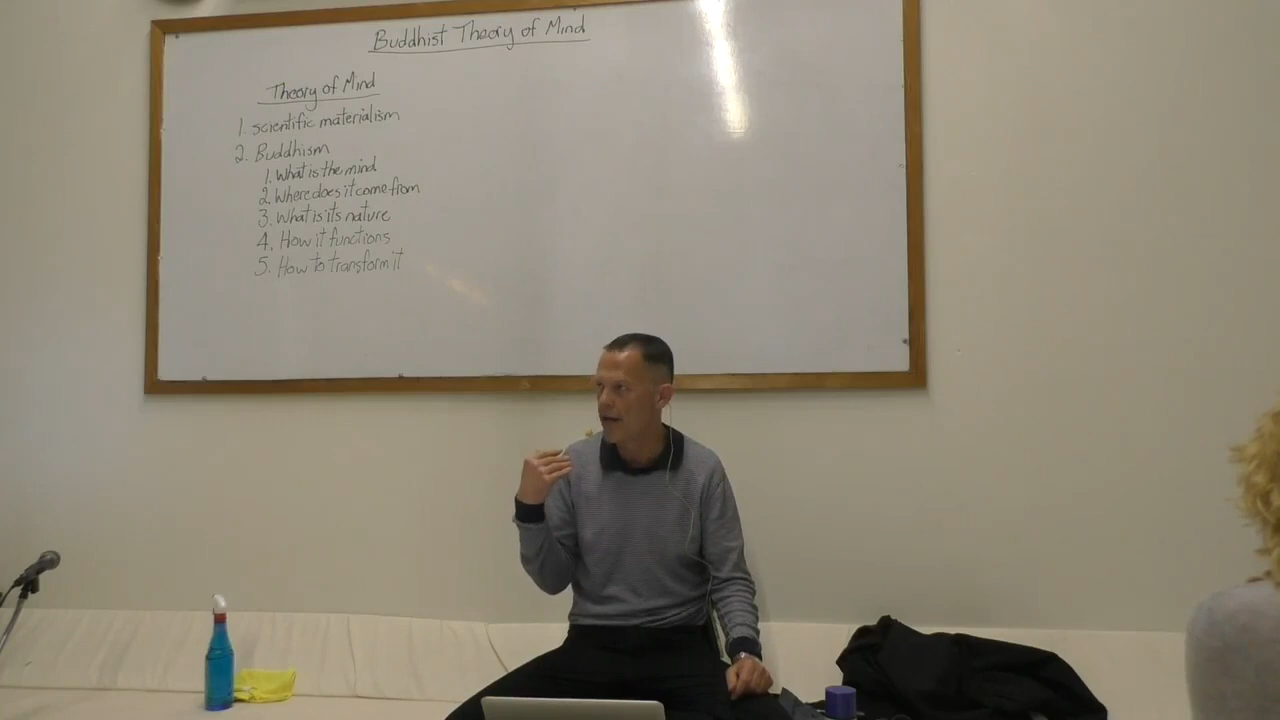 Buddhist Theory of Mind
Theory of Mind
1. scientific materialism
2. Buddhism
1. What is the mind
2. Where does it come from
3. What is its nature
4. How it functions
5. How to transform it